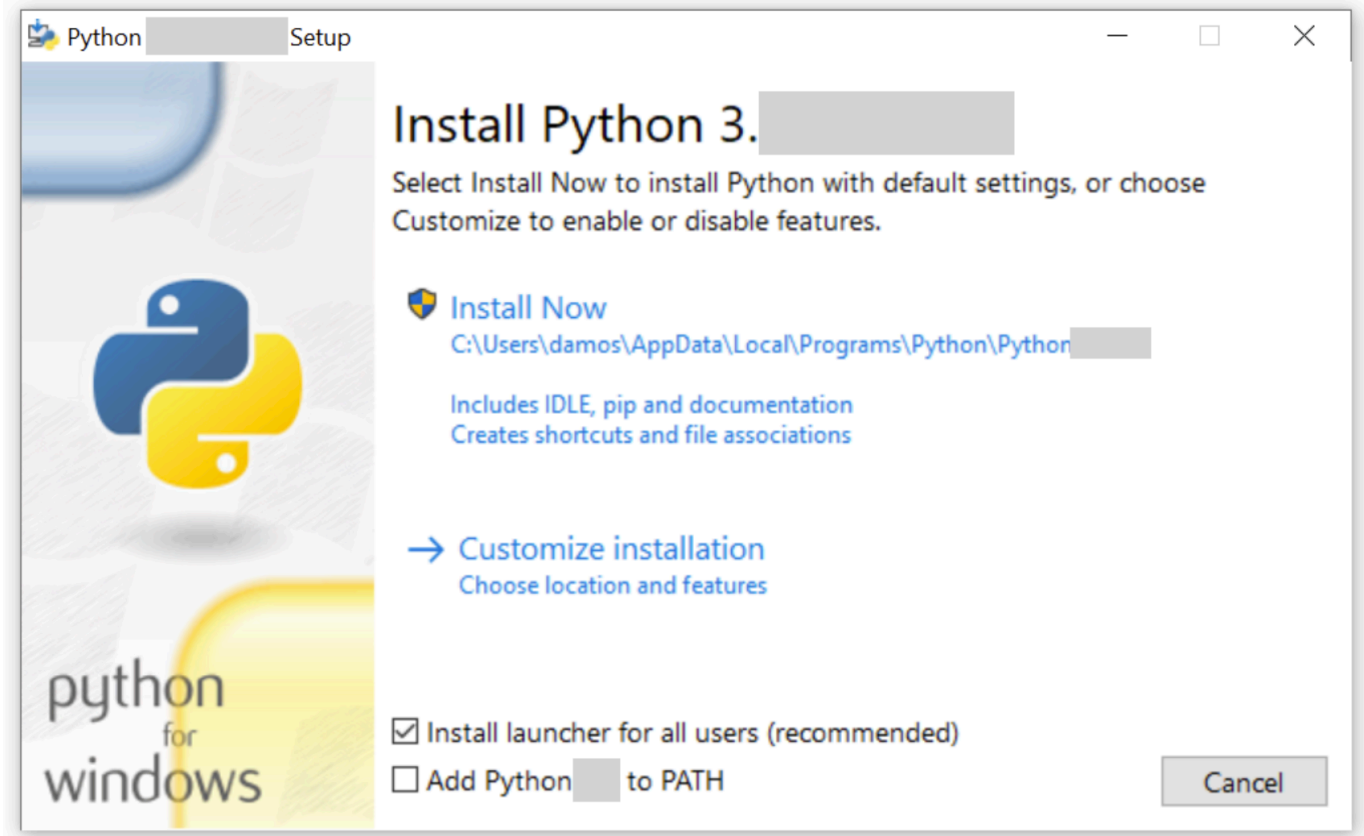 Python Setup
Install Python 3.
Select Install Now to install Python with default settings, or choose
Customize to enable or disable features.
Install Now
C:\Users\damos\AppData\Local\Programs\Python\Python
Includes IDLE, pip and documentation
Creates shortcuts and file associations
Customize installation
Choose location and features
python
for
windows
Install launcher for all users (recommended)
Add Python to PATH
Cancel